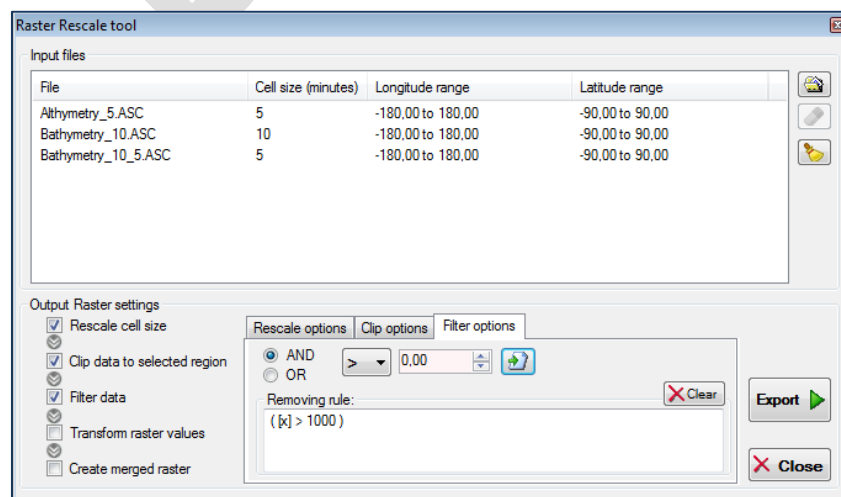 Raster Rescale tool
Input files
File Cell size (minutes) Longitude range Latitude range
Althymetry_5.ASC 5 -180,00 to 180,00 -90,00 to 90,00
Bathymetry_10.ASC 10 -180,00 to 180,00 -90,00 to 90,00
Bathymetry_10_5.ASC 5 -180,00 to 180,00 -90,00 to 90,00
Output Raster settings
Rescale cell size
Clip data to selected region
Filter data
Transform raster values
Create merged raster
Rescale options Clip options Filter options
AND
OR
> 0,00
Removing rule:
Clear
( [x] > 1000 )
Export
Close